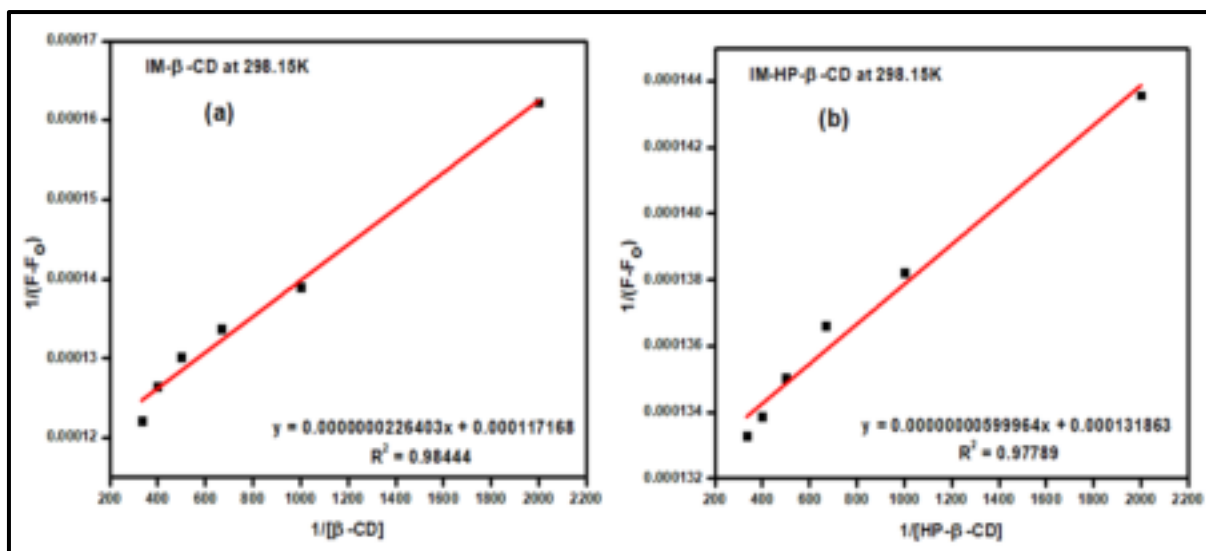 0.00017
0.00016
0.00015
0.00014
0.00013
0.00012
1/(F-F₀)
IM-β-CD at 298.15K
(a)
y = 0.0000000226403x + 0.000117168
R² = 0.98444
200 400 600 800 1000 1200 1400 1600 1800 2000 2200
1/[β-CD]
0.000144
0.000142
0.000140
0.000138
0.000136
0.000134
0.000132
1/(F-F₀)
IM-HP-β-CD at 298.15K
(b)
y = 0.00000000599964x + 0.000131863
R² = 0.97789
200 400 600 800 1000 1200 1400 1600 1800 2000 2200
1/[HP-β-CD]